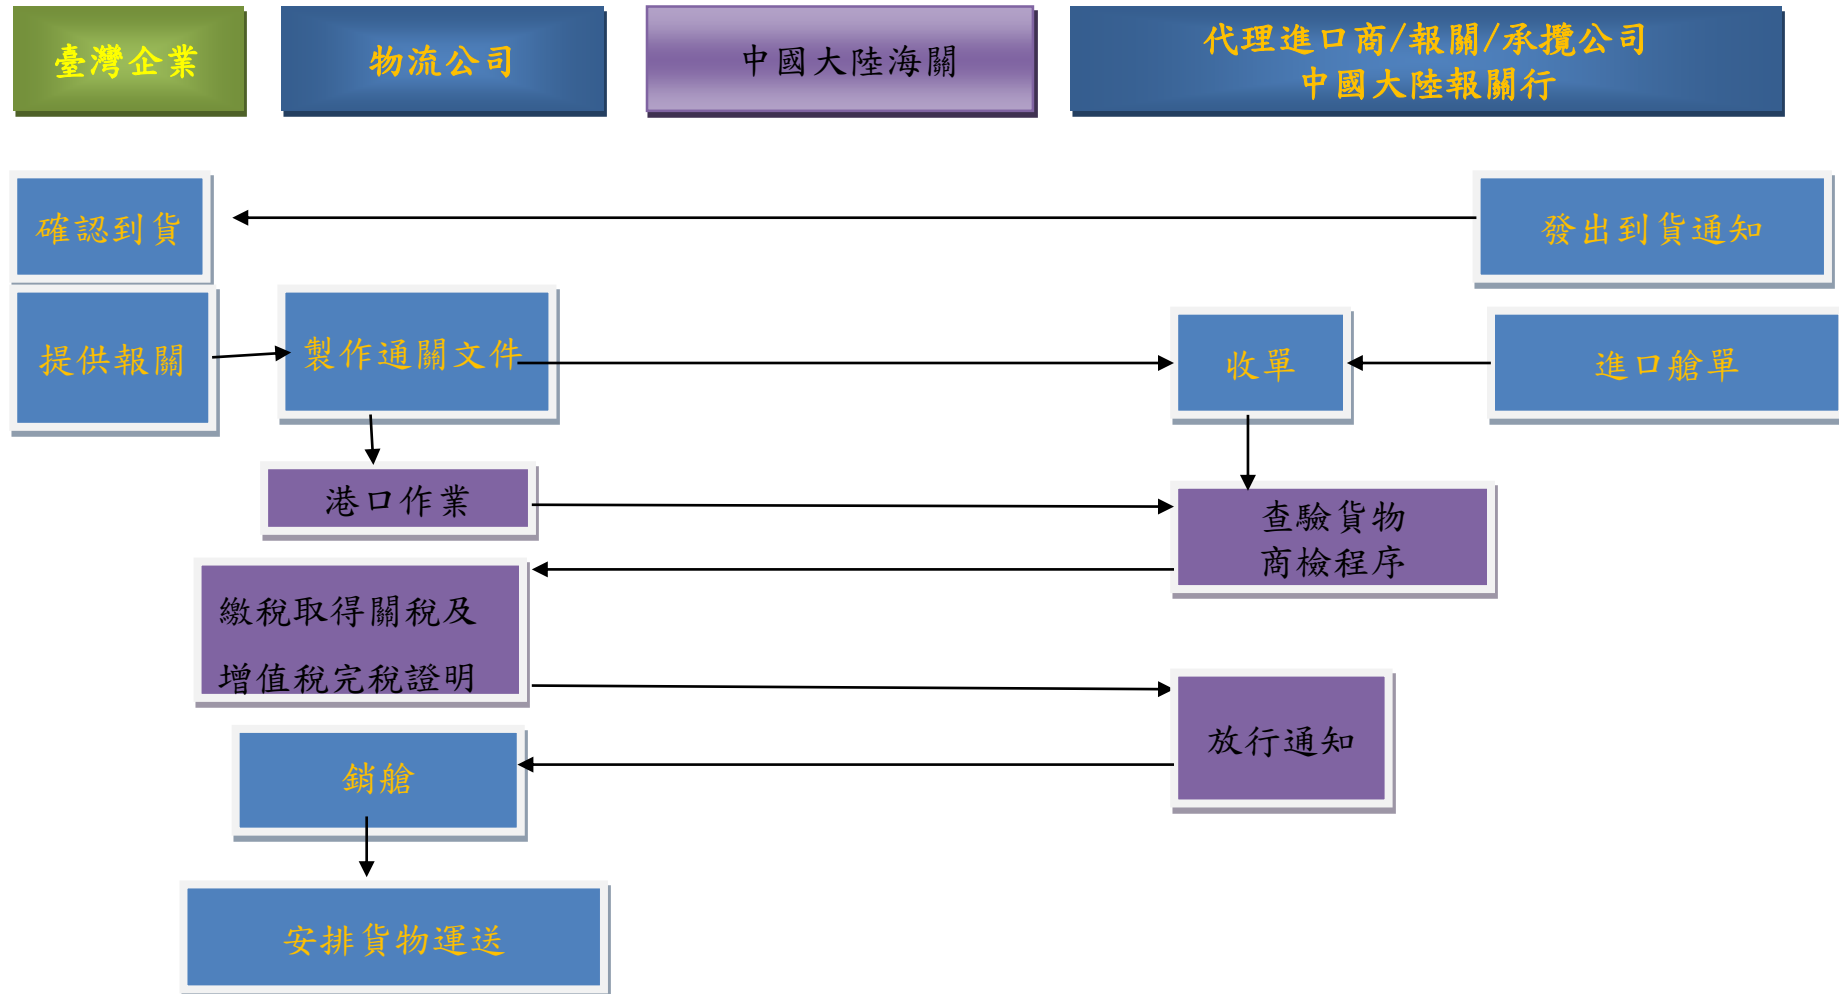 臺灣企業
物流公司
中國大陸海關
代理進口商/報關/承攬公司
中國大陸報關行
確認到貨
發出到貨通知
提供報關
製作通關文件
收單
進口艙單
港口作業
查驗貨物
商檢程序
繳稅取得關稅及
增值稅完稅證明
放行通知
銷艙
安排貨物運送